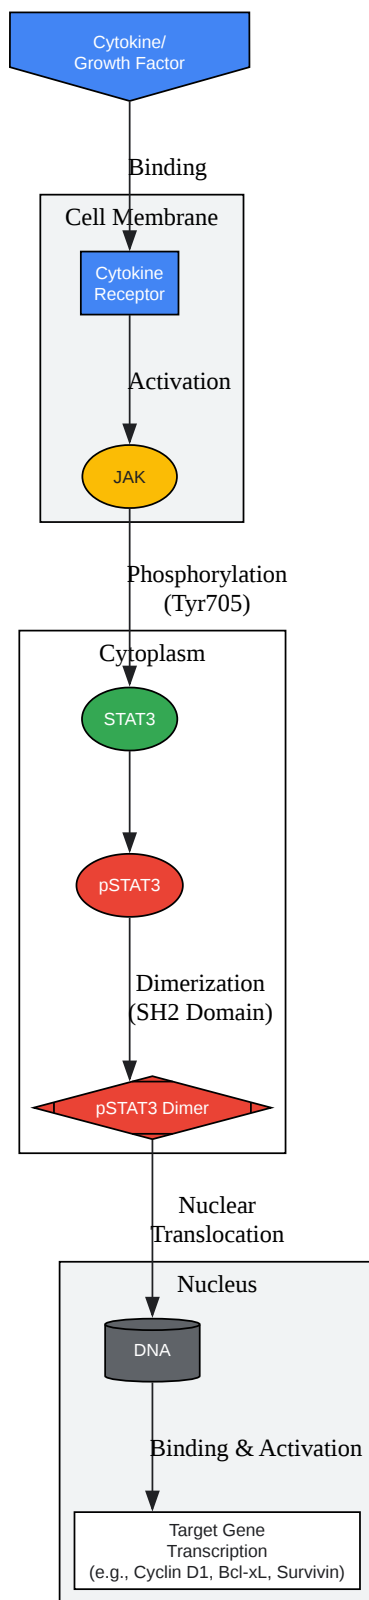 Cytokine/
Growth Factor
Binding
Cell Membrane
Cytokine
Receptor
Activation
JAK
Phosphorylation
(Tyr705)
Cytoplasm
STAT3
pSTAT3
Dimerization
(SH2 Domain)
pSTAT3 Dimer
Nuclear
Translocation
Nucleus
DNA
Binding & Activation
Target Gene
Transcription
(e.g., Cyclin D1, Bcl-xL, Survivin)